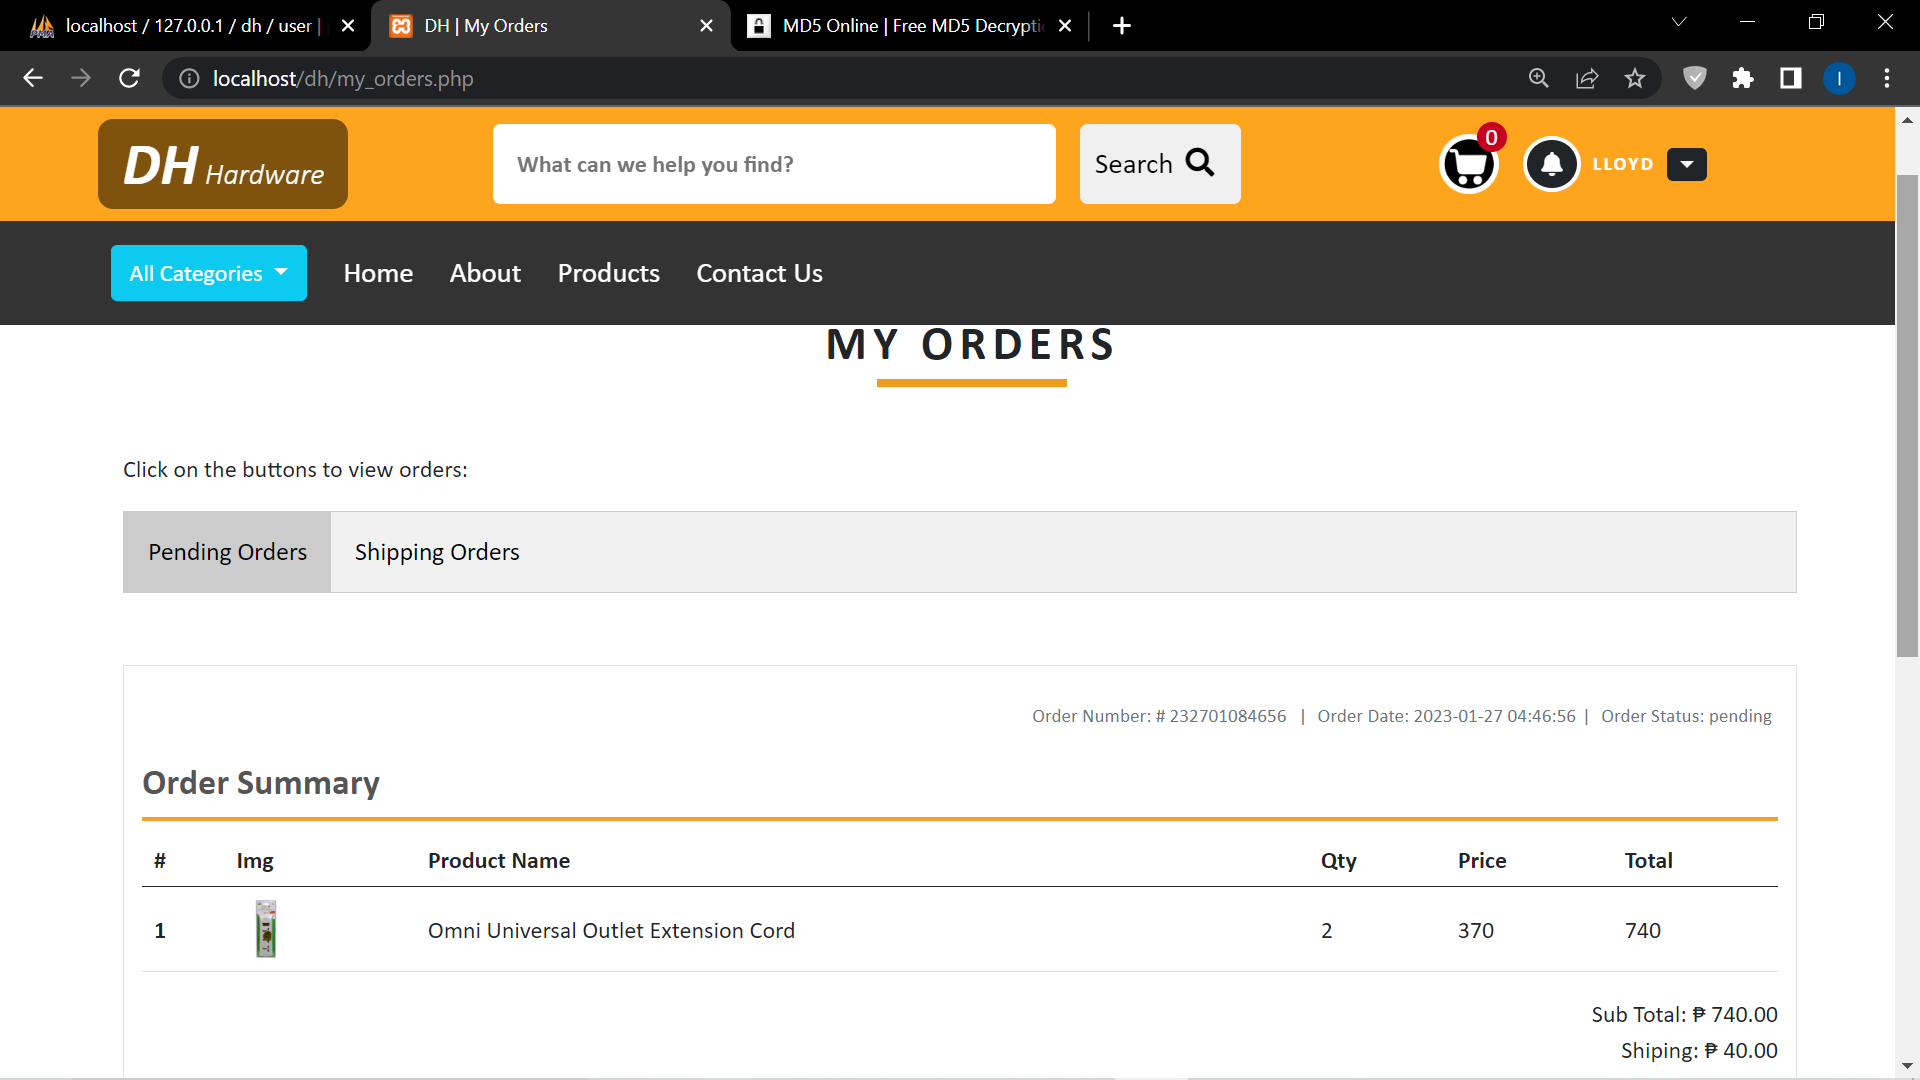 localhost / 127.0.0.1 / dh / user |
DH | My Orders
MD5 Online | Free MD5 Decrypti
localhost/dh/my_orders.php
I
DH Hardware
What can we help you find?
Search
0
LLOYD
All Categories
Home
About
Products
Contact Us
MY ORDERS
Click on the buttons to view orders:
Pending Orders
Shipping Orders
Order Number: # 232701084656 | Order Date: 2023-01-27 04:46:56 | Order Status: pending
Order Summary
# Img Product Name Qty Price Total
1 Omni Universal Outlet Extension Cord 2 370 740
Sub Total: ₱ 740.00
Shiping: ₱ 40.00